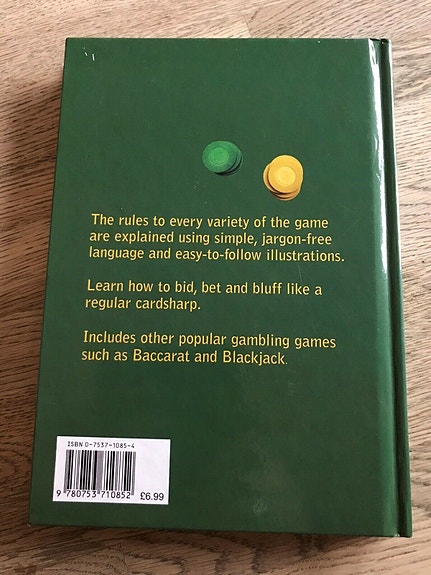 The rules to every variety of the game
are explained using simple, jargon-free
language and easy-to-follow illustrations.
Learn how to bid, bet and bluff like a
regular cardsharp.
Includes other popular gambling games
such as Baccarat and Blackjack.
ISBN 0-7537-1085-4
9 780753 710852
£6.99